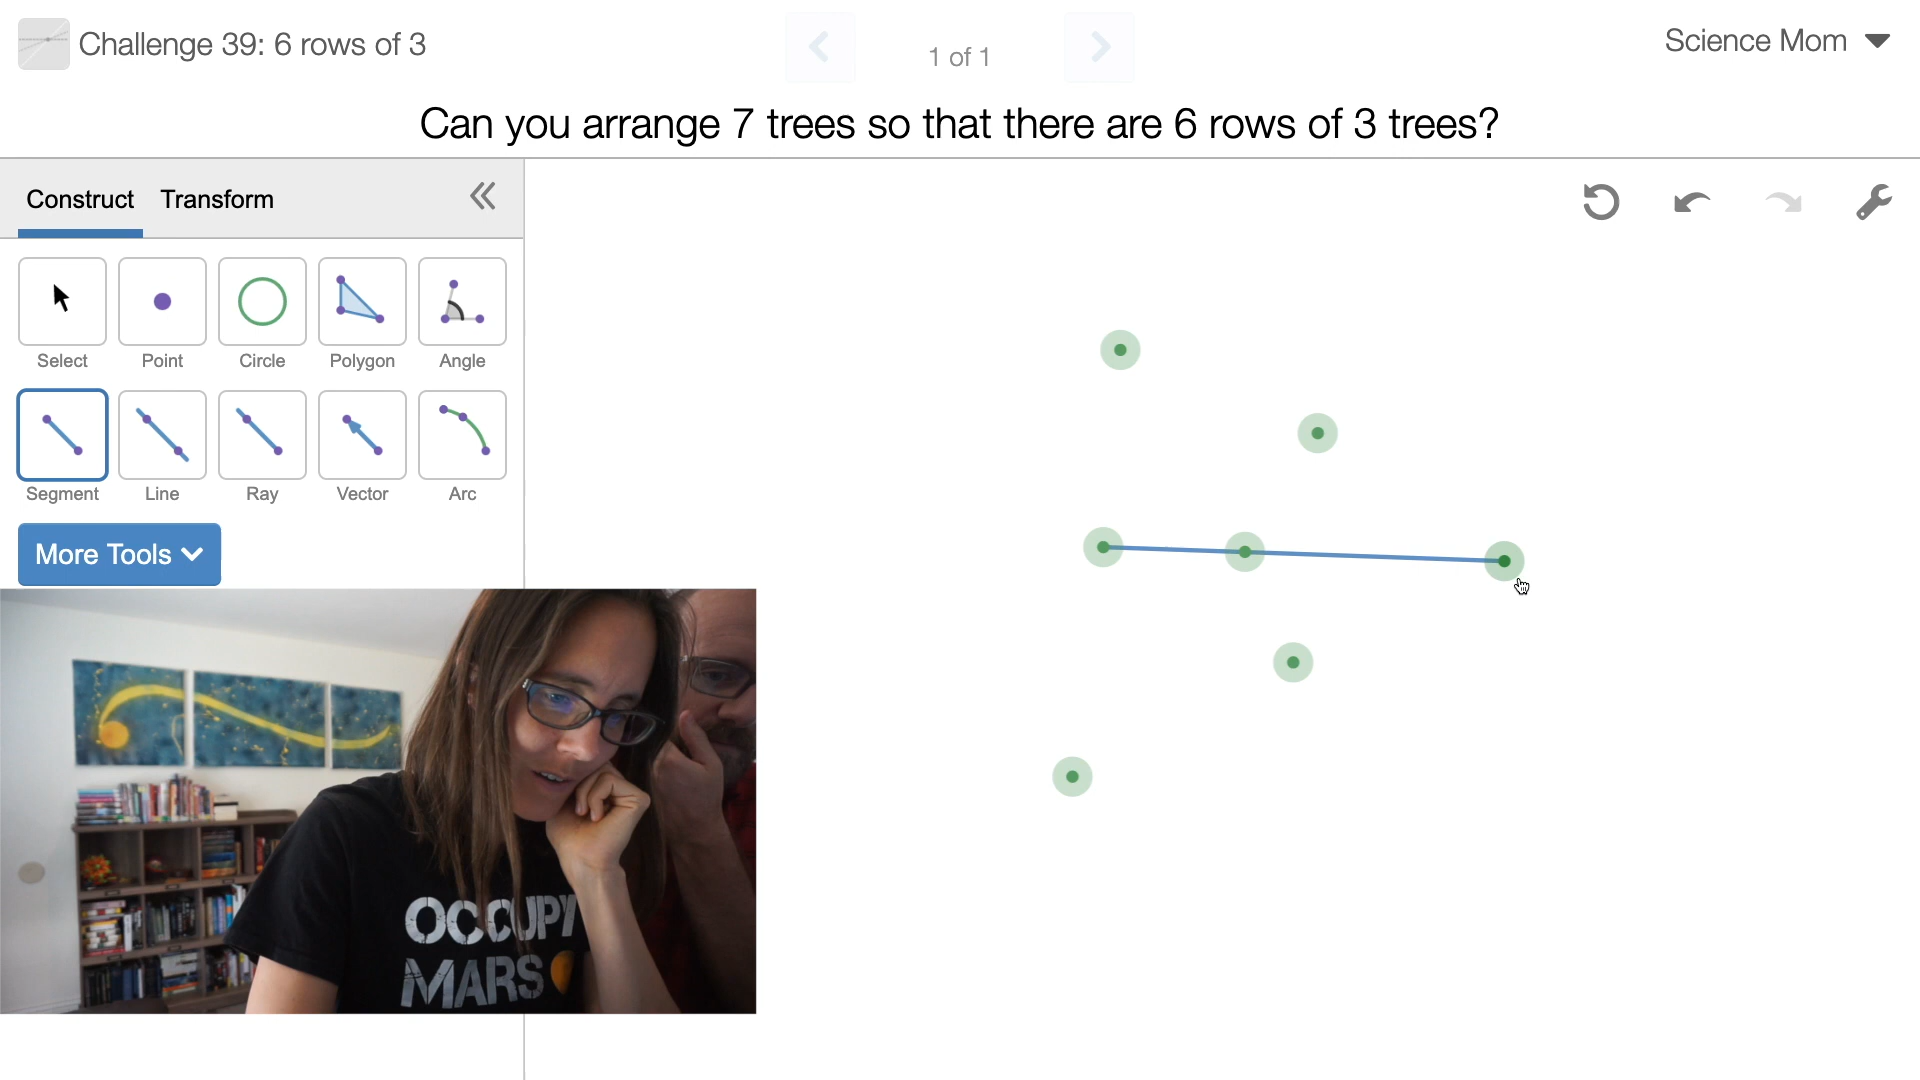 Challenge 39: 6 rows of 3
1 of 1
Science Mom
Can you arrange 7 trees so that there are 6 rows of 3 trees?
Construct Transform
Select Point Circle Polygon Angle
Segment Line Ray Vector Arc
More Tools
OCCUPY
MARS